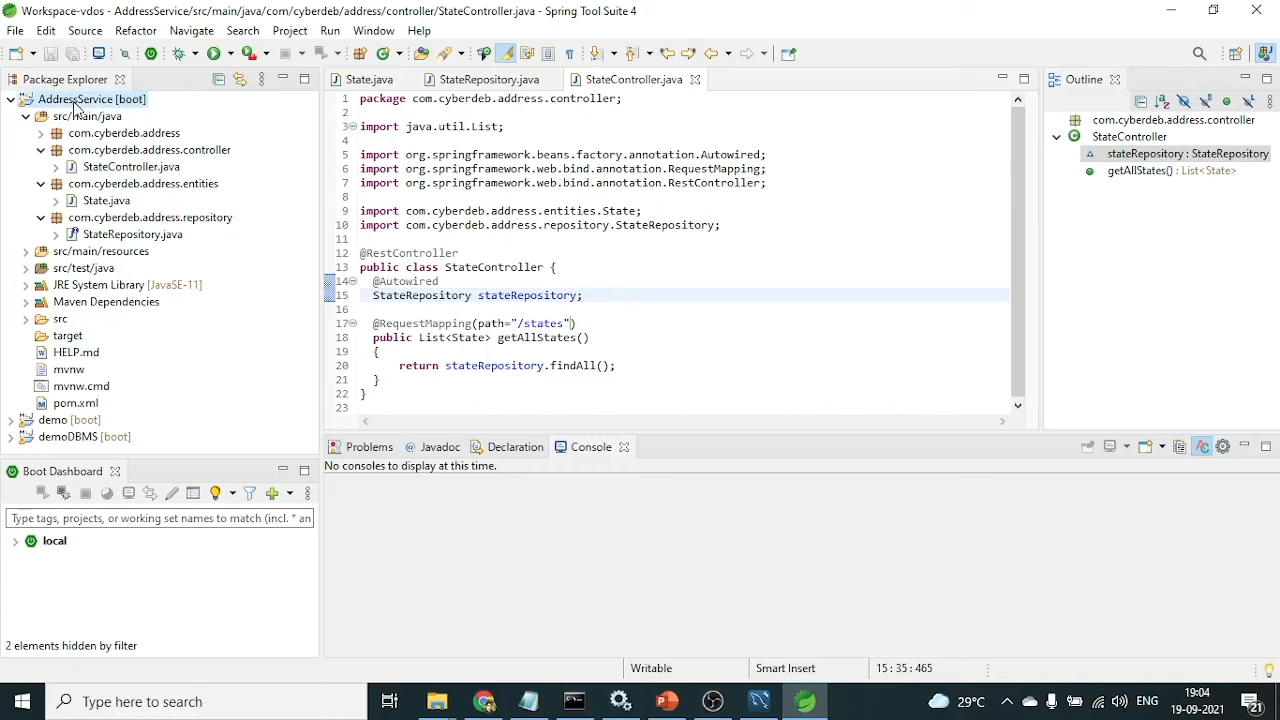 Workspace-vdos - AddressService/src/main/java/com/cyberdeb/address/controller/StateController.java - Spring Tool Suite 4
File Edit Source Refactor Navigate Search Project Run Window Help
Package Explorer
AddressService [boot]
src/main/java
com.cyberdeb.address
com.cyberdeb.address.controller
StateController.java
com.cyberdeb.address.entities
State.java
com.cyberdeb.address.repository
StateRepository.java
src/main/resources
src/test/java
JRE System Library [JavaSE-11]
Maven Dependencies
src
target
HELP.md
mvnw
mvnw.cmd
pom.xml
demo [boot]
demoDBMS [boot]
Boot Dashboard
Type tags, projects, or working set names to match (incl. * an
local
2 elements hidden by filter
State.java StateRepository.java StateController.java
1 package com.cyberdeb.address.controller;
2
3 import java.util.List;
4
5 import org.springframework.beans.factory.annotation.Autowired;
6 import org.springframework.web.bind.annotation.RequestMapping;
7 import org.springframework.web.bind.annotation.RestController;
8
9 import com.cyberdeb.address.entities.State;
10 import com.cyberdeb.address.repository.StateRepository;
11
12 @RestController
13 public class StateController {
14 @Autowired
15 StateRepository stateRepository;
16
17 @RequestMapping(path="/states")
18 public List<State> getAllStates()
19 {
20 return stateRepository.findAll();
21 }
22 }
23
Outline
com.cyberdeb.address.controller
StateController
stateRepository : StateRepository
getAllStates() : List<State>
Problems @ Javadoc Declaration Console
No consoles to display at this time.
Writable Smart Insert 15 : 35 : 465
Type here to search
29°C ENG 19:04
19-09-2021
21